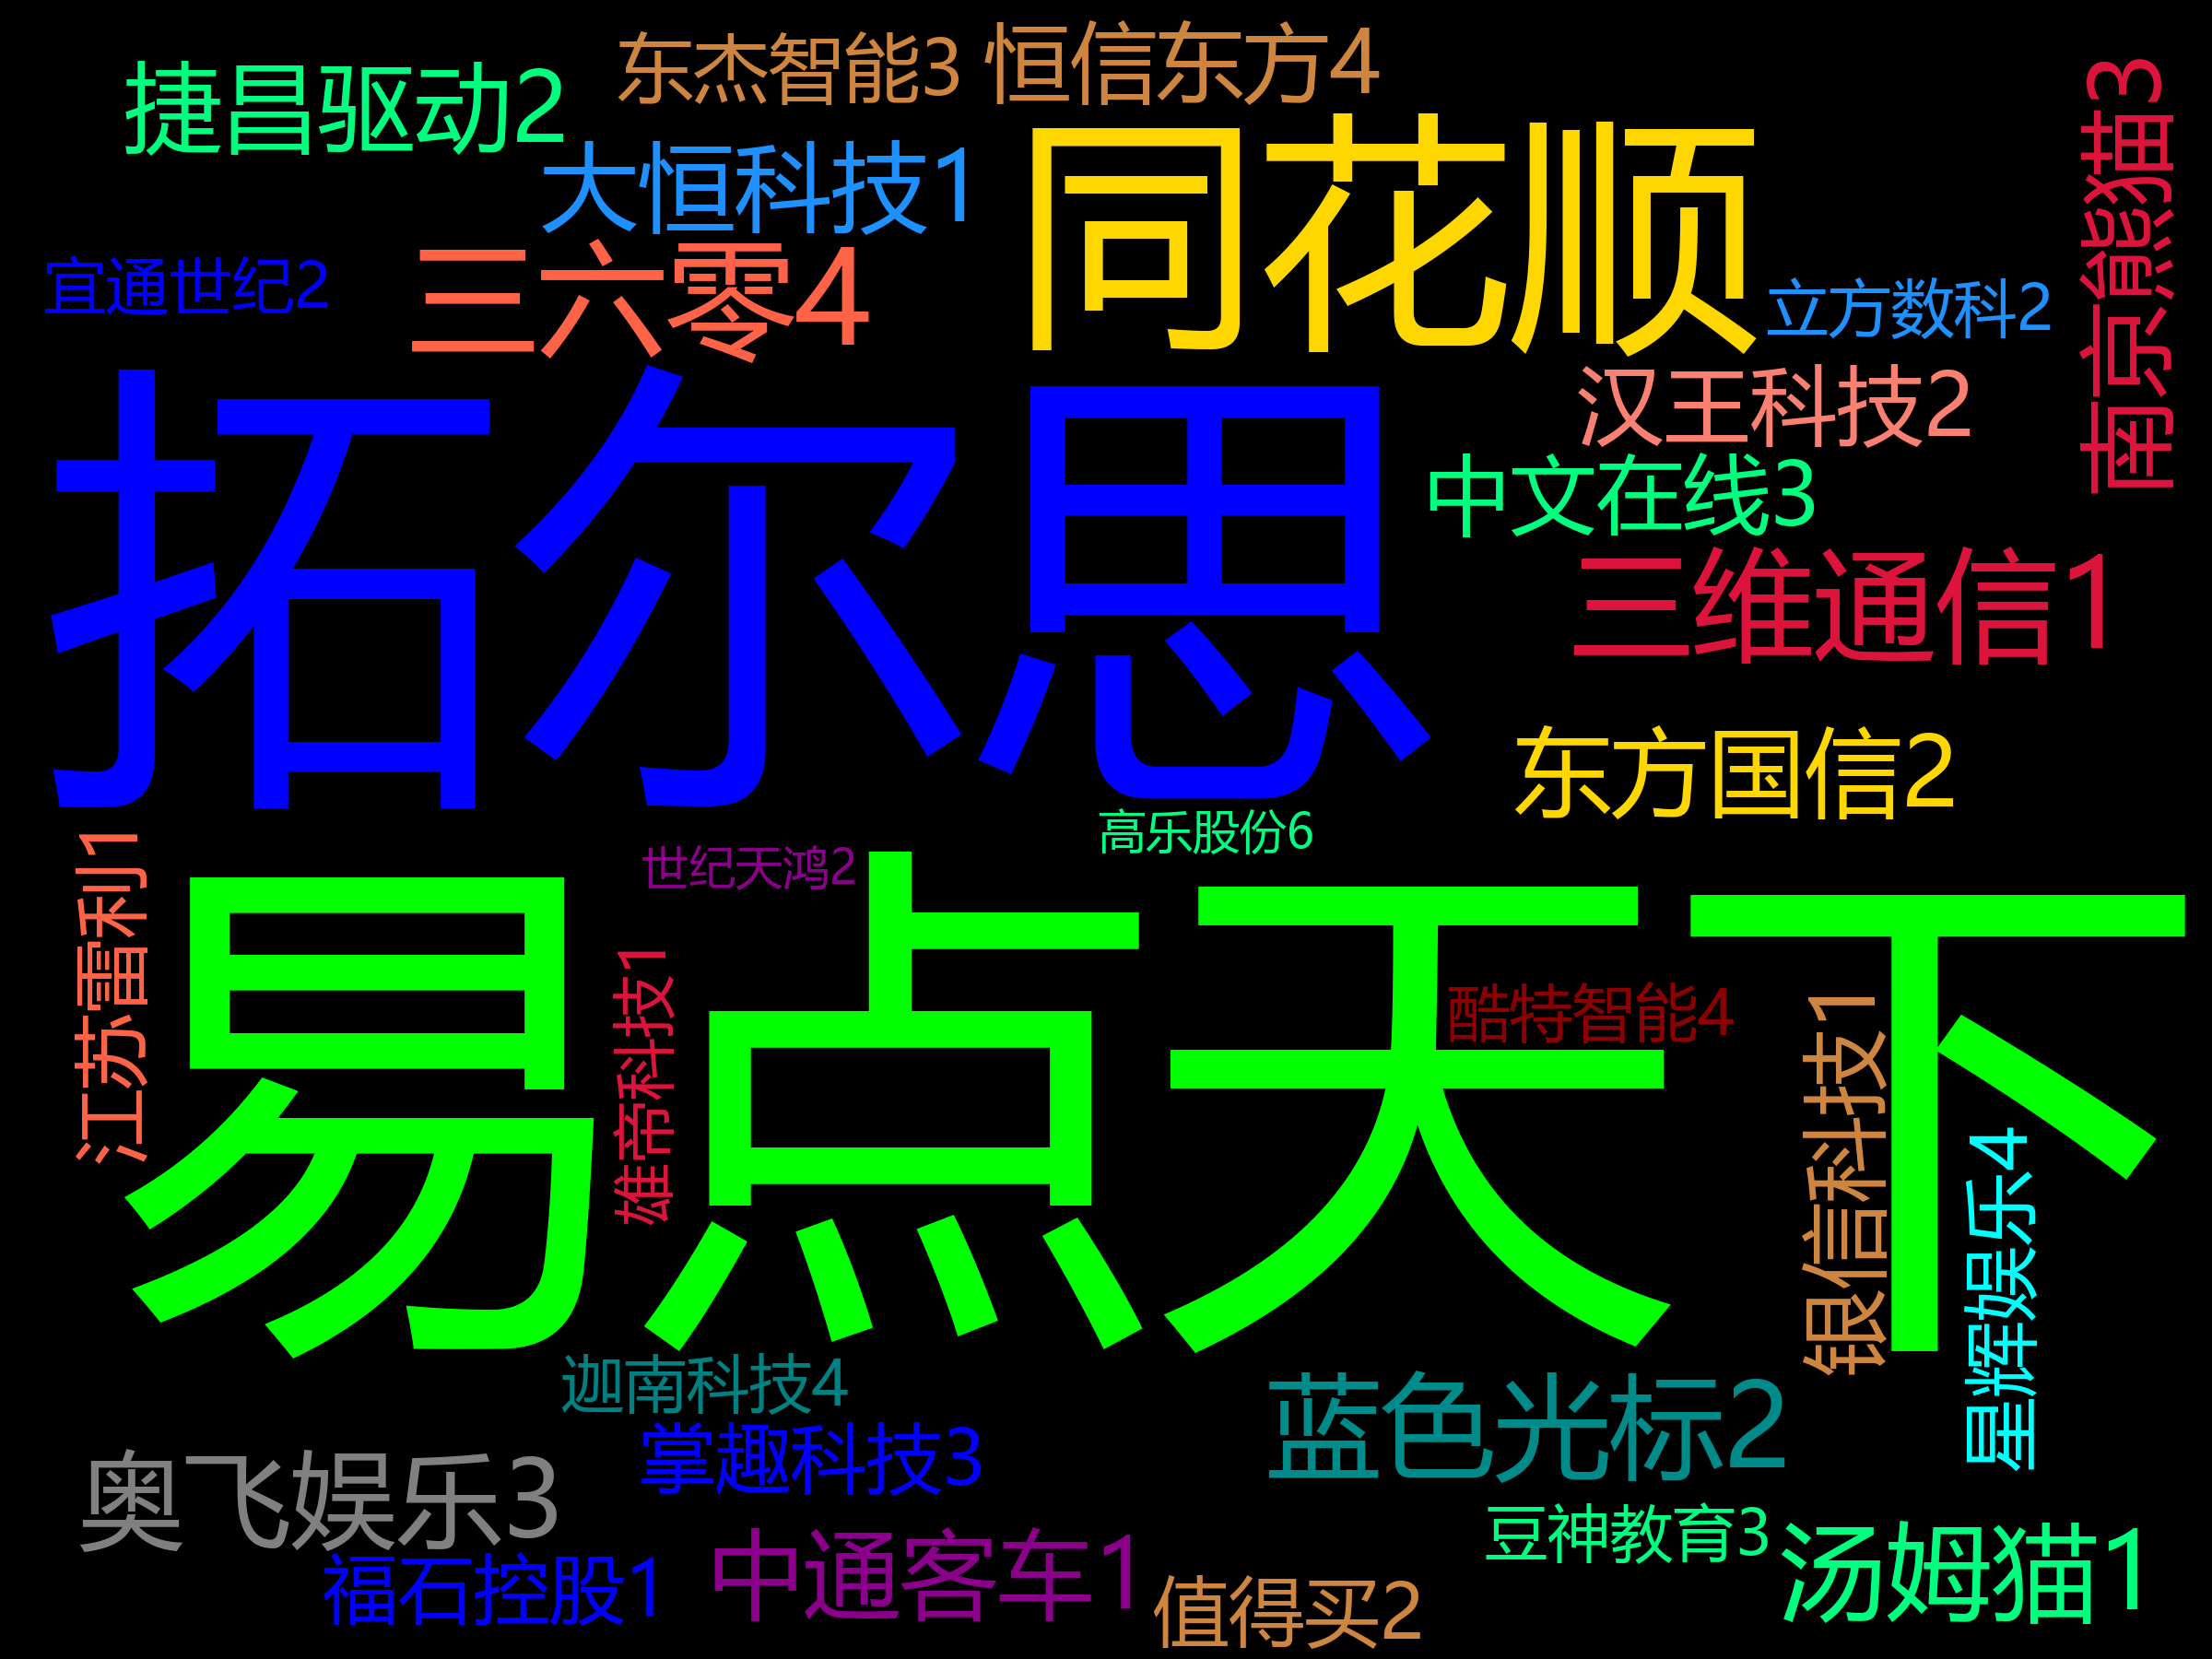 东杰智能3
恒信东方4
捷昌驱动2
大恒科技1
同花顺
南京熊猫3
宜通世纪2
三六零4
立方数科2
汉王科技2
拓尔思
中文在线3
三维通信1
东方国信2
高乐股份6
世纪天鸿2
江苏雷利1
易点天下
雄帝科技1
酷特智能4
银信科技1
星辉娱乐4
迦南科技4
蓝色光标2
掌趣科技3
奥飞娱乐3
豆神教育3
汤姆猫1
中通客车1
福石控股1
值得买2